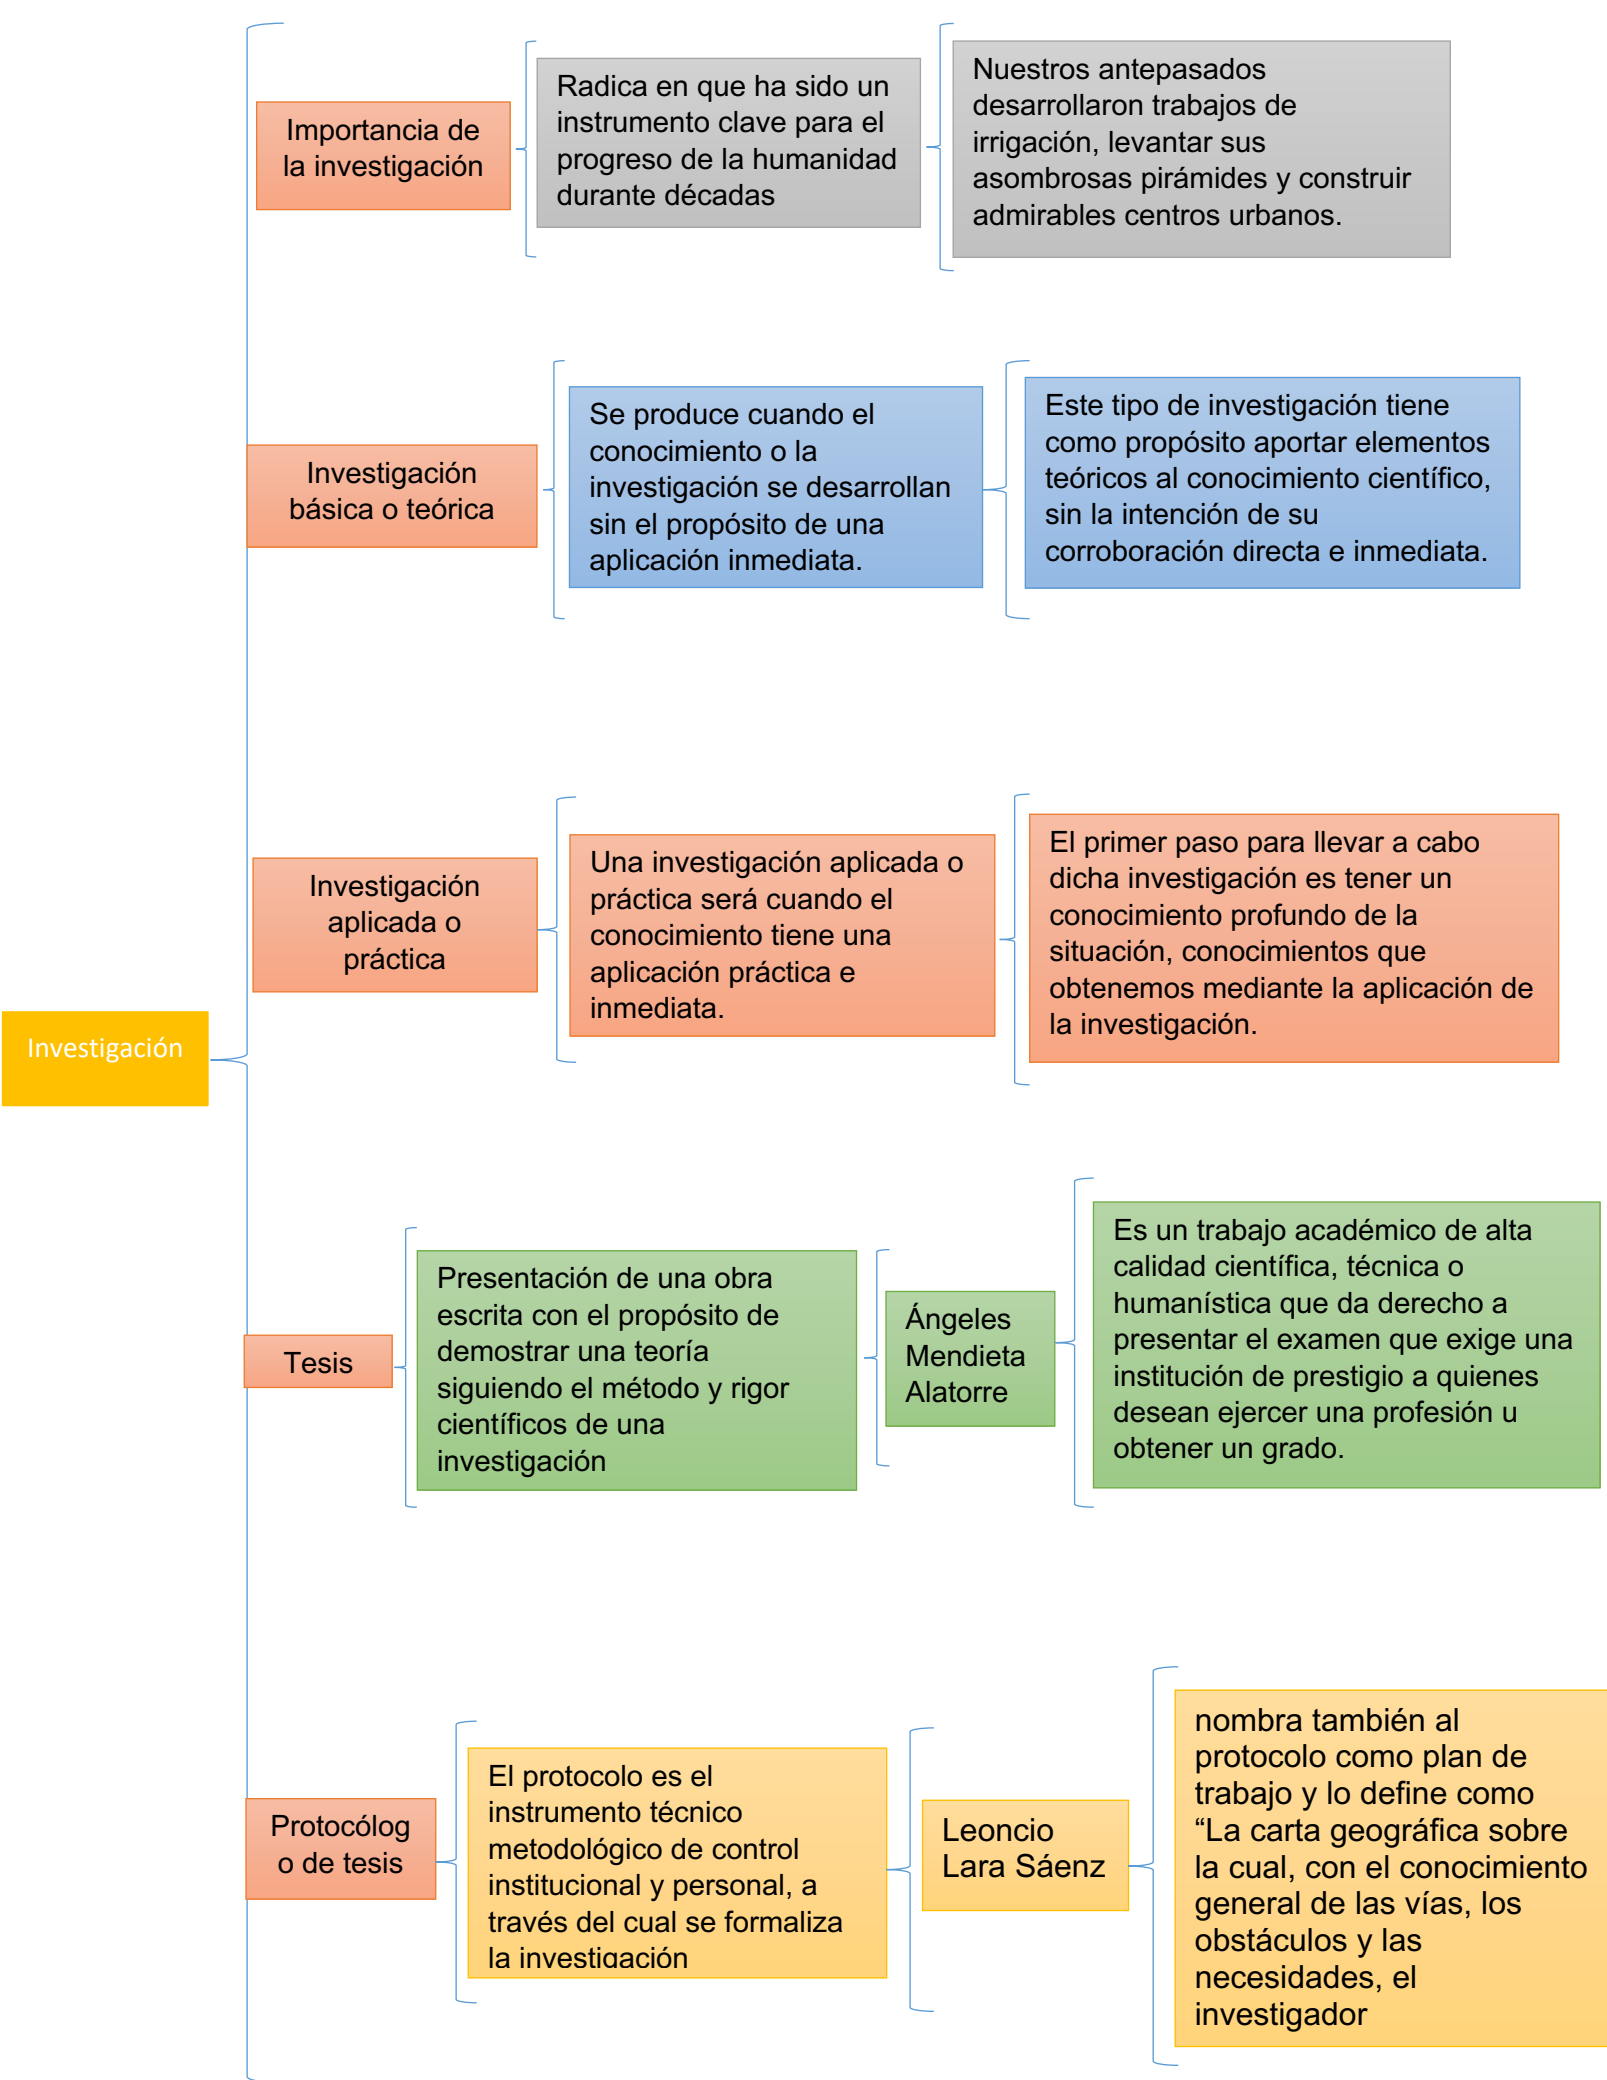 Importancia de
la investigación
Radica en que ha sido un
instrumento clave para el
progreso de la humanidad
durante décadas
Nuestros antepasados
desarrollaron trabajos de
irrigación, levantar sus
asombrosas pirámides y construir
admirables centros urbanos.
Investigación
básica o teórica
Se produce cuando el
conocimiento o la
investigación se desarrollan
sin el propósito de una
aplicación inmediata.
Este tipo de investigación tiene
como propósito aportar elementos
teóricos al conocimiento científico,
sin la intención de su
corroboración directa e inmediata.
Investigación
aplicada o
práctica
Una investigación aplicada o
práctica será cuando el
conocimiento tiene una
aplicación práctica e
inmediata.
El primer paso para llevar a cabo
dicha investigación es tener un
conocimiento profundo de la
situación, conocimientos que
obtenemos mediante la aplicación de
la investigación.
Investigación
Tesis
Presentación de una obra
escrita con el propósito de
demostrar una teoría
siguiendo el método y rigor
científicos de una
investigación
Ángeles
Mendieta
Alatorre
Es un trabajo académico de alta
calidad científica, técnica o
humanística que da derecho a
presentar el examen que exige una
institución de prestigio a quienes
desean ejercer una profesión u
obtener un grado.
Protocólog
o de tesis
El protocolo es el
instrumento técnico
metodológico de control
institucional y personal, a
través del cual se formaliza
la investigación
Leoncio
Lara Sáenz
nombra también al
protocolo como plan de
trabajo y lo define como
“La carta geográfica sobre
la cual, con el conocimiento
general de las vías, los
obstáculos y las
necesidades, el
investigador